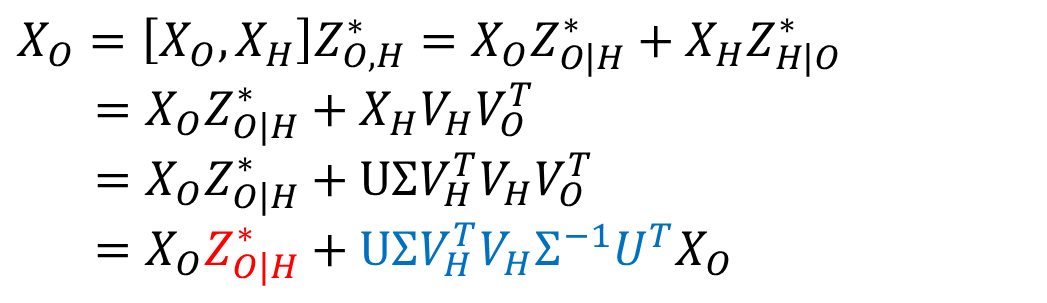 X_O = [X_O, X_H]Z^*_{O,H} = X_O Z^*_{O|H} + X_H Z^*_{H|O}
= X_O Z^*_{O|H} + X_H V_H V_O^T
= X_O Z^*_{O|H} + UΣV_H^T V_H V_O^T
= X_O Z^*_{O|H} + UΣV_H^T V_H Σ^{-1} U^T X_O